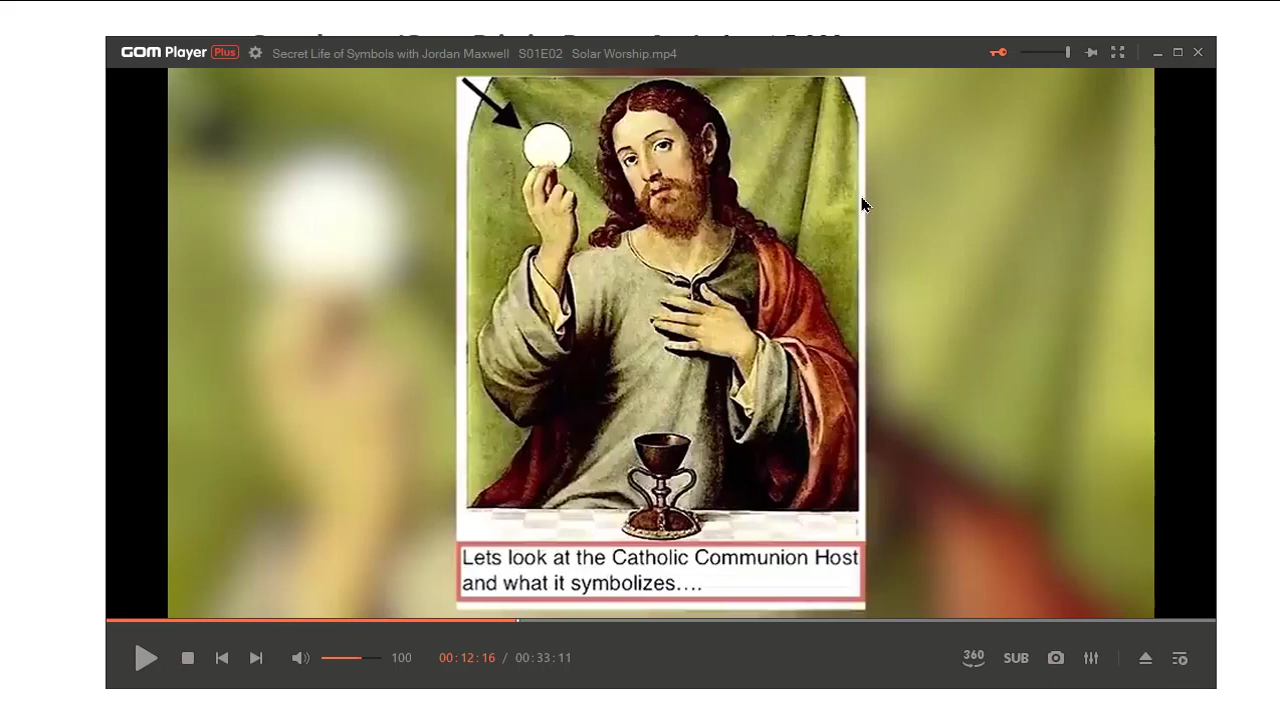 GOM Player Plus Secret Life of Symbols with Jordan Maxwell S01E02 Solar Worship.mp4
Lets look at the Catholic Communion Host
and what it symbolizes....
100 00:12:16 / 00:33:11 360 SUB